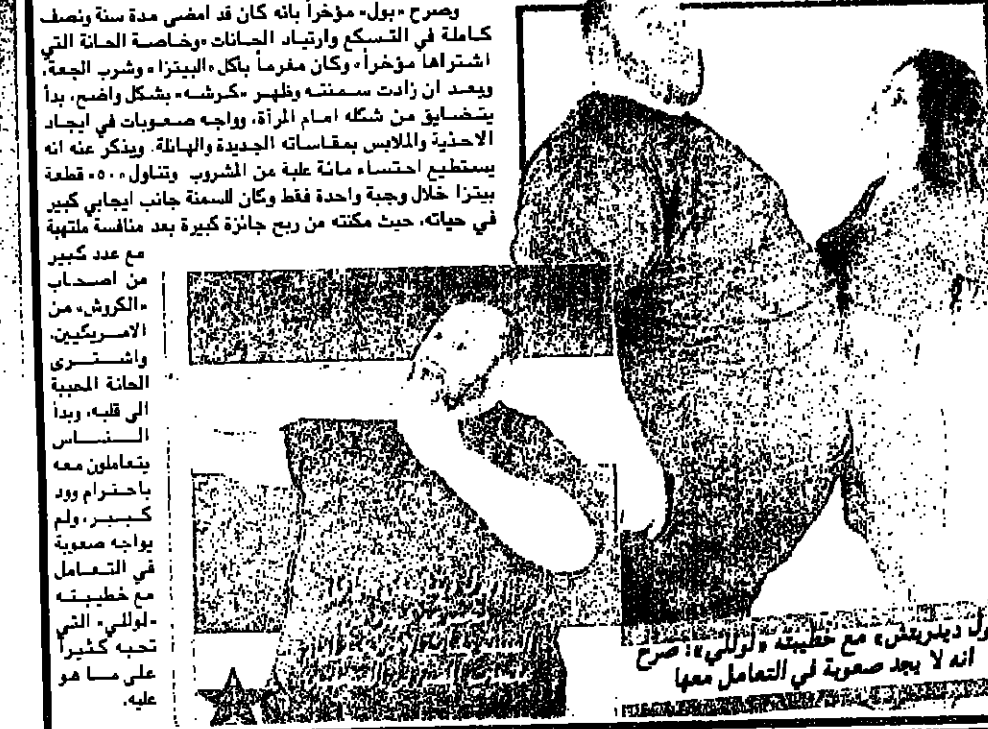 وصرح «بول» مؤخراً بانه كان قد امضى مدة سنة ونصف
كاملة في التسكع وارتياد الحانات «وخاصة الحانة التي
اشتراها مؤخراً» وكان مغرماً بأكل «البيتزا» وشرب الجعة.
وبعد ان زادت سمنته وظهر «كرشه» بشكل واضح، بدأ
يتضايق من شكله امام المرأة، وواجه صعوبات في ايجاد
الاحذية والملابس بمقاساته الجديدة والهائلة. ويذكر عنه انه
يستطيع احتساء مائة علبة من المشروب وتناول «٥٠» قطعة
بيتزا خلال وجبة واحدة فقط وكان للسمنة جانب ايجابي كبير
في حياته، حيث مكنته من ربح جائزة كبيرة بعد منافسة ملتهبة
مع عدد كبير
من اصحاب
«الكروش» من
الامريكيين.
واشترى
الحانة المحببة
الى قلبه، وبدأ
الناس
يتعاملون معه
باحترام وود
كبير، ولم
يواجه صعوبة
في التعامل
مع خطيبته
«لوللي» التي
تحبه كثيراً
على ما هو
عليه.
ول ديدريتش» مع خطيبته «لوللي»: صرح
انه لا يجد صعوبة في التعامل معها